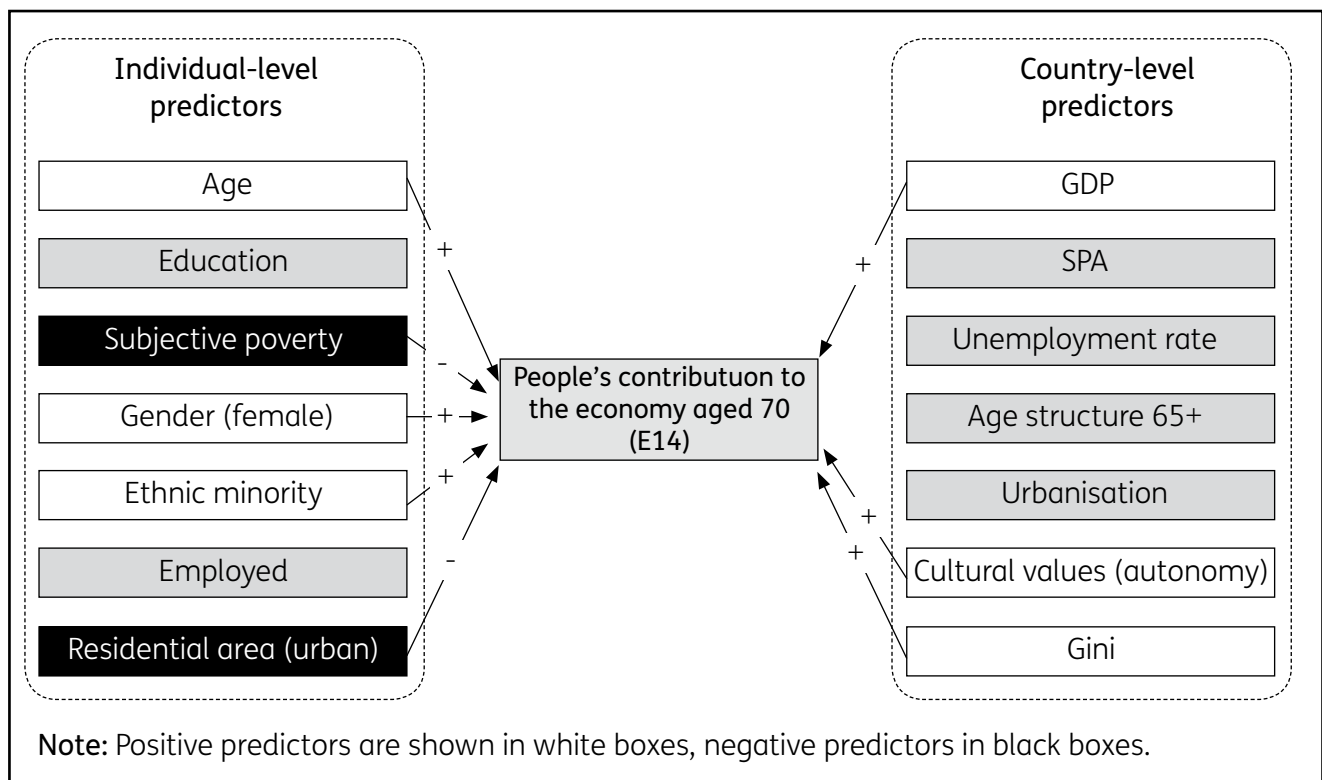 Individual-level
predictors
Age
Education
Subjective poverty
Gender (female)
Ethnic minority
Employed
Residential area (urban)
+
-
+
+
-
People's contributuon to
the economy aged 70
(E14)
+
+
+
Country-level
predictors
GDP
SPA
Unemployment rate
Age structure 65+
Urbanisation
Cultural values (autonomy)
Gini
Note: Positive predictors are shown in white boxes, negative predictors in black boxes.